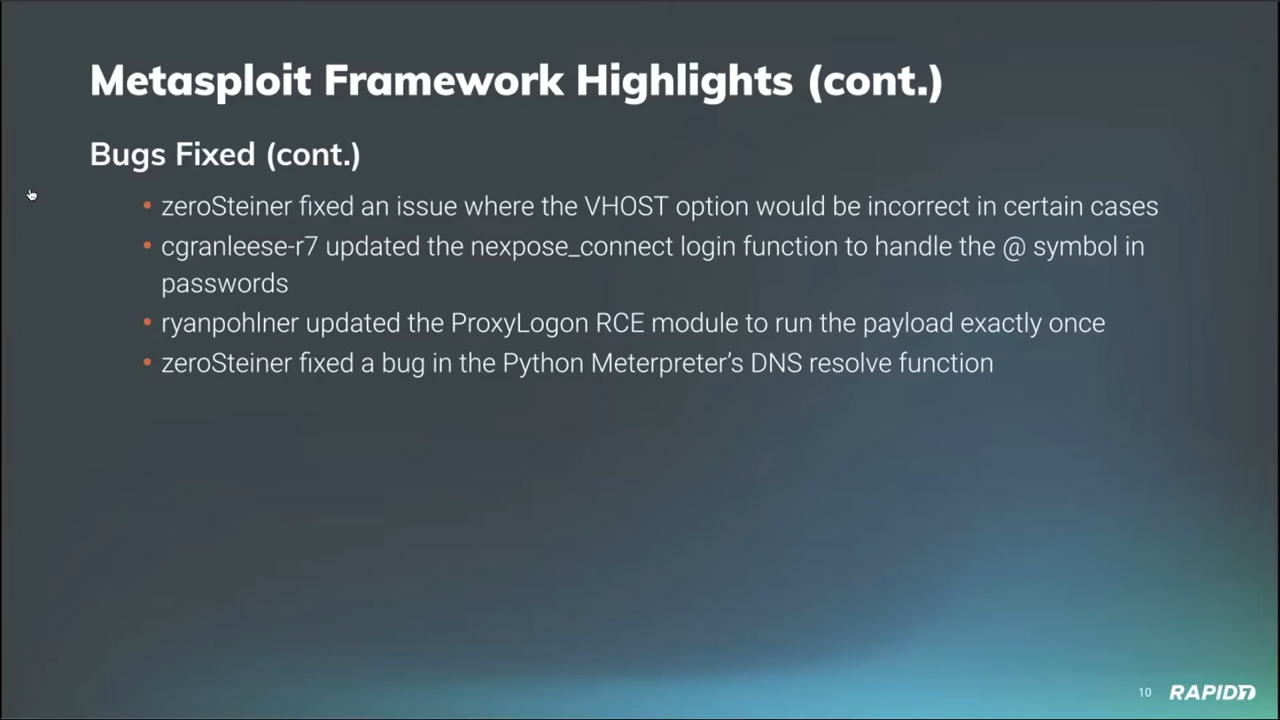 Metasploit Framework Highlights (cont.)
Bugs Fixed (cont.)
• zeroSteiner fixed an issue where the VHOST option would be incorrect in certain cases
• cgranleese-r7 updated the nexpose_connect login function to handle the @ symbol in
passwords
• ryanpohlner updated the ProxyLogon RCE module to run the payload exactly once
• zeroSteiner fixed a bug in the Python Meterpreter’s DNS resolve function
10 RAPID7